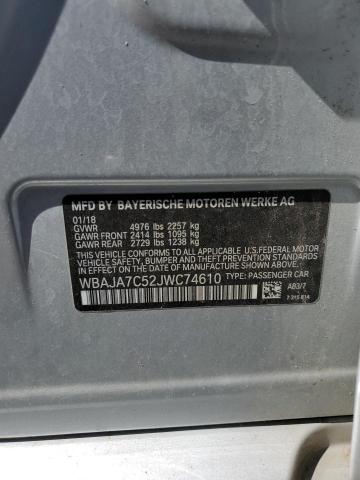 MFD BY BAYERISCHE MOTOREN WERKE AG
01/18
GVWR 4976 lbs 2257 kg
GAWR FRONT 2414 lbs 1095 kg
GAWR REAR 2729 lbs 1238 kg
THIS VEHICLE CONFORMS TO ALL APPLICABLE U.S. FEDERAL MOTOR
VEHICLE SAFETY, BUMPER AND THEFT PREVENTION STANDARDS IN
EFFECT ON THE DATE OF MANUFACTURE SHOWN ABOVE.
WBAJA7C52JWC74610 TYPE: PASSENGER CAR
A83/7